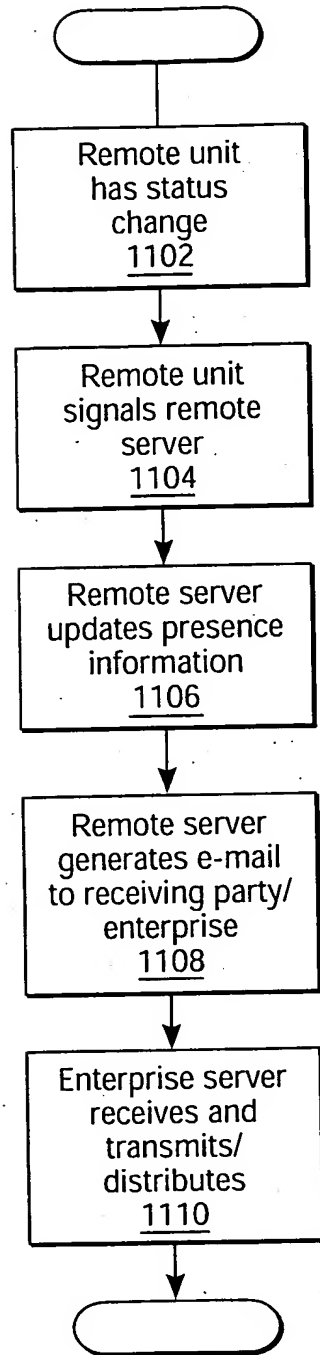 Remote unit
has status
change
1102
Remote unit
signals remote
server
1104
Remote server
updates presence
information
1106
Remote server
generates e-mail
to receiving party/
enterprise
1108
Enterprise server
receives and
transmits/
distributes
1110